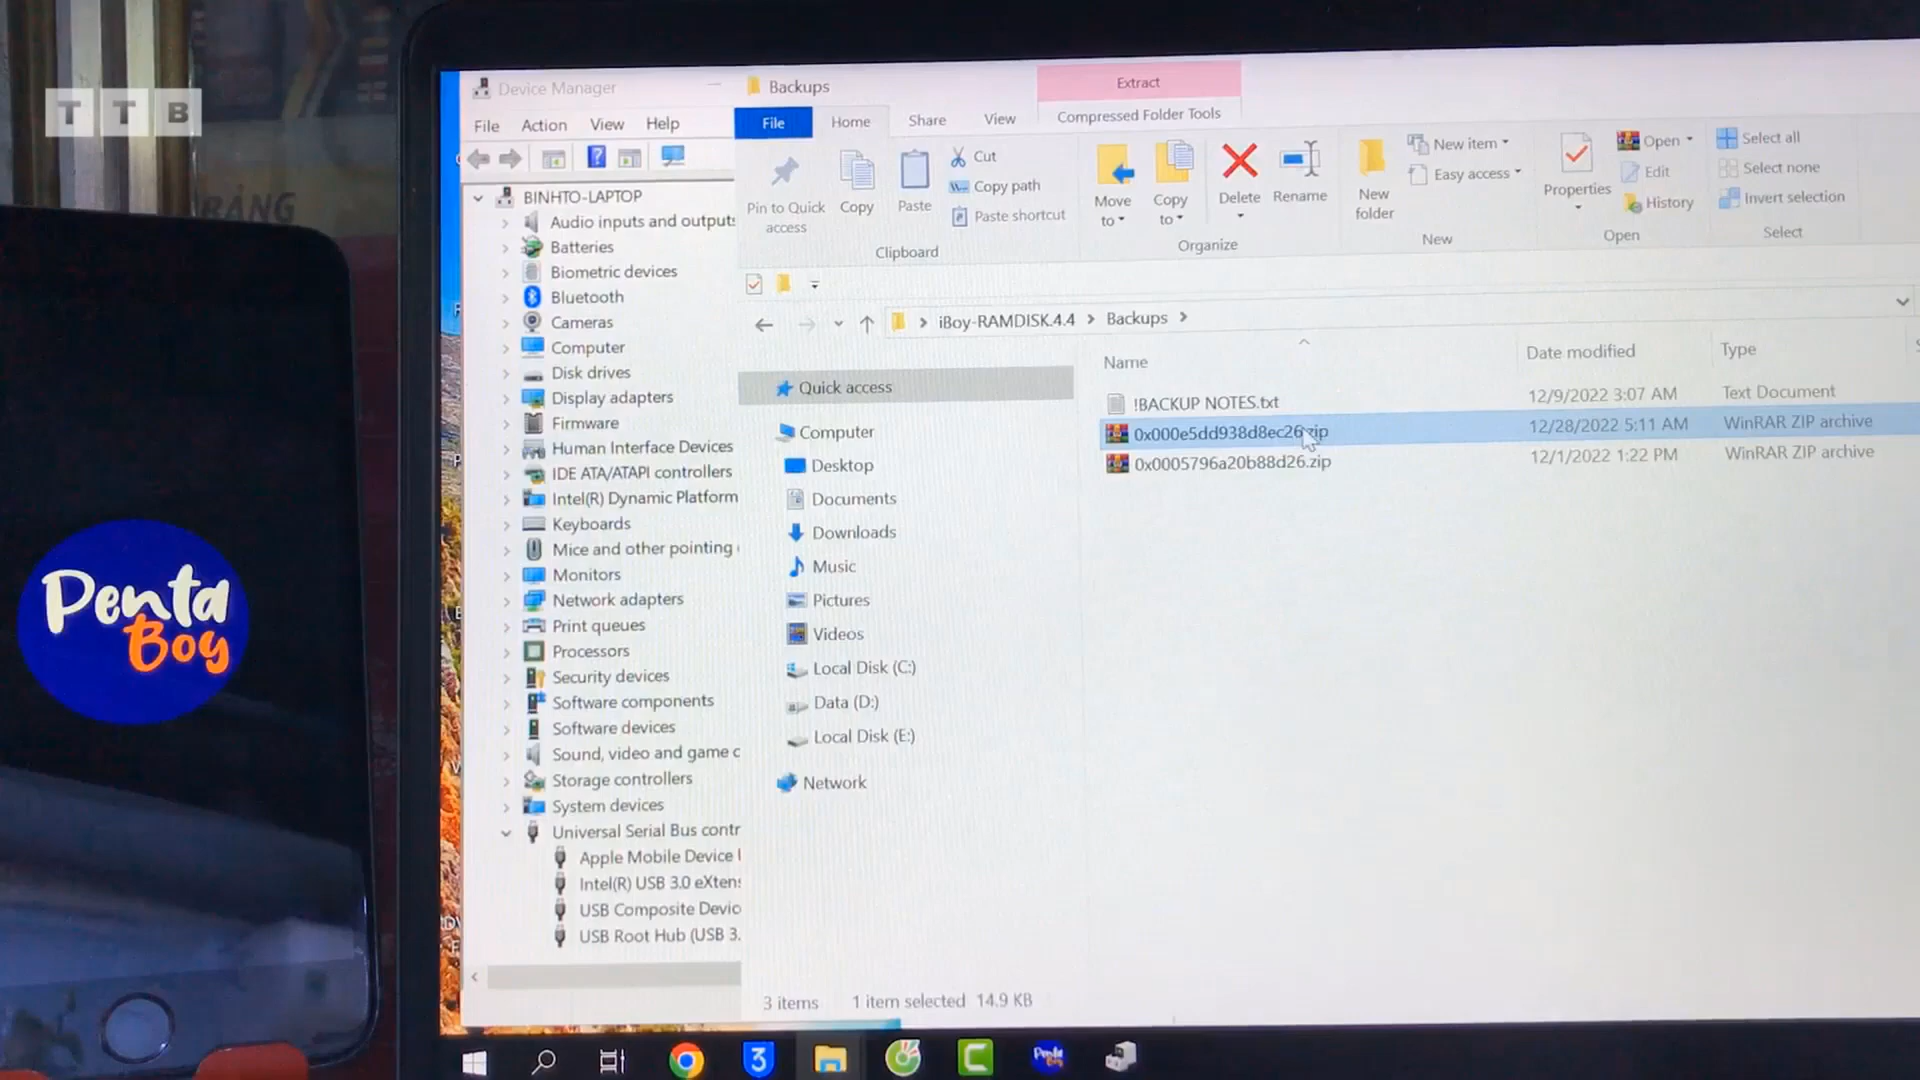 TTB
RẢNG
Penta
Boy
Device Manager
File Action View Help
BINHTO-LAPTOP
Audio inputs and outputs
Batteries
Biometric devices
Bluetooth
Cameras
Computer
Disk drives
Display adapters
Firmware
Human Interface Devices
IDE ATA/ATAPI controllers
Intel(R) Dynamic Platform
Keyboards
Mice and other pointing
Monitors
Network adapters
Print queues
Processors
Security devices
Software components
Software devices
Sound, video and game c
Storage controllers
System devices
Universal Serial Bus contr
Apple Mobile Device
Intel(R) USB 3.0 eXtens
USB Composite Devic
USB Root Hub (USB 3.
Backups
Extract
File Home Share View Compressed Folder Tools
Pin to Quick
access
Copy
Paste
Cut
Copy path
Paste shortcut
Clipboard
Move
to
Copy
to
Delete
Rename
Organize
New
folder
New item
Easy access
New
Properties
Open
Edit
History
Open
Select all
Select none
Invert selection
Select
iBoy-RAMDISK.4.4 > Backups >
Quick access
Computer
Desktop
Documents
Downloads
Music
Pictures
Videos
Local Disk (C:)
Data (D:)
Local Disk (E:)
Network
Name Date modified Type
!BACKUP NOTES.txt 12/9/2022 3:07 AM Text Document
0x000e5dd938d8ec26.zip 12/28/2022 5:11 AM WinRAR ZIP archive
0x0005796a20b88d26.zip 12/1/2022 1:22 PM WinRAR ZIP archive
3 items 1 item selected 14.9 KB
3
Penta
Boy